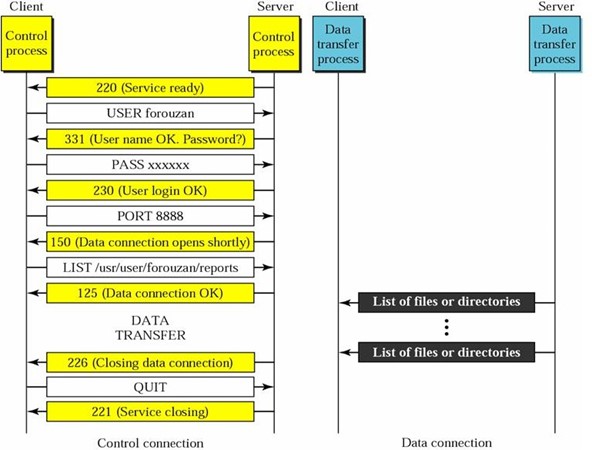 Client
Server
Client
Server
Control
process
Control
process
Data
transfer
process
Data
transfer
process
220 (Service ready)
USER forouzan
331 (User name OK. Password?)
PASS xxxxxx
230 (User login OK)
PORT 8888
150 (Data connection opens shortly)
LIST /usr/user/forouzan/reports
125 (Data connection OK)
List of files or directories
DATA
TRANSFER
List of files or directories
226 (Closing data connection)
QUIT
221 (Service closing)
Control connection
Data connection